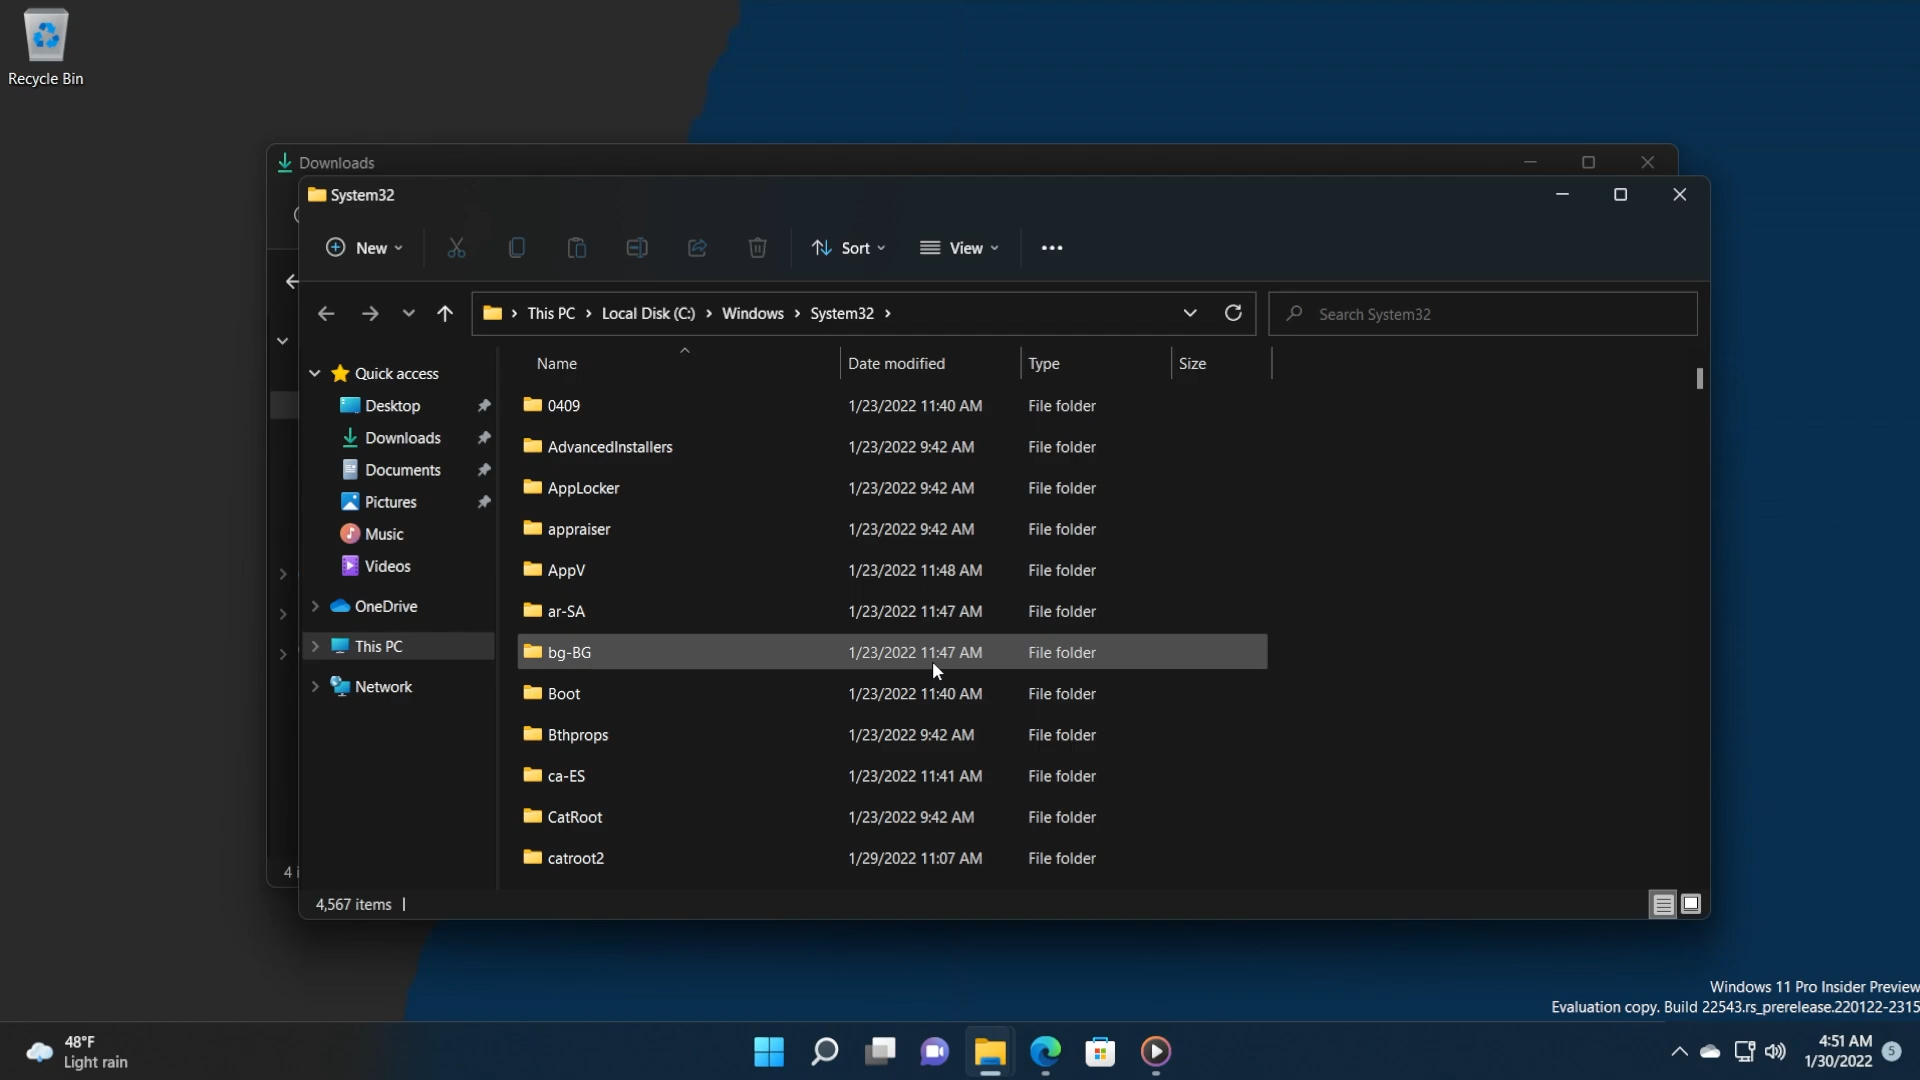 Recycle Bin
Downloads
System32
New
Sort
View
This PC > Local Disk (C:) > Windows > System32 >
Search System32
Name Date modified Type Size
Quick access
Desktop
Downloads
Documents
Pictures
Music
Videos
OneDrive
This PC
Network
0409 1/23/2022 11:40 AM File folder
AdvancedInstallers 1/23/2022 9:42 AM File folder
AppLocker 1/23/2022 9:42 AM File folder
appraiser 1/23/2022 9:42 AM File folder
AppV 1/23/2022 11:48 AM File folder
ar-SA 1/23/2022 11:47 AM File folder
bg-BG 1/23/2022 11:47 AM File folder
Boot 1/23/2022 11:40 AM File folder
Bthprops 1/23/2022 9:42 AM File folder
ca-ES 1/23/2022 11:41 AM File folder
CatRoot 1/23/2022 9:42 AM File folder
catroot2 1/29/2022 11:07 AM File folder
4 i
4,567 items
Windows 11 Pro Insider Preview
Evaluation copy. Build 22543.rs_prerelease.220122-2315
48°F
Light rain
4:51 AM
1/30/2022
5